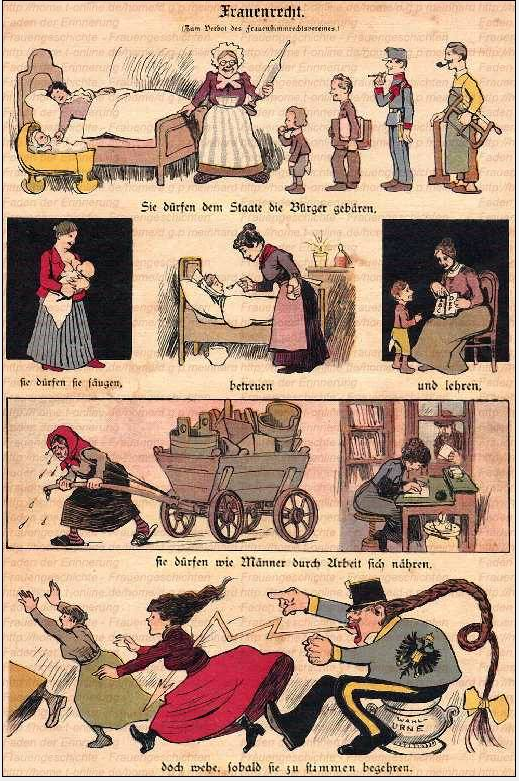 Frauenrecht.
(Zum Verbot des Frauenstimmrechtsvereines.)
Sie dürfen dem Staate die Bürger gebären,
sie dürfen sie säugen,
betreuen
und lehren,
sie dürfen wie Männer durch Arbeit sich nähren,
WAHL-
URNE
doch wehe, sobald sie zu stimmen begehren.